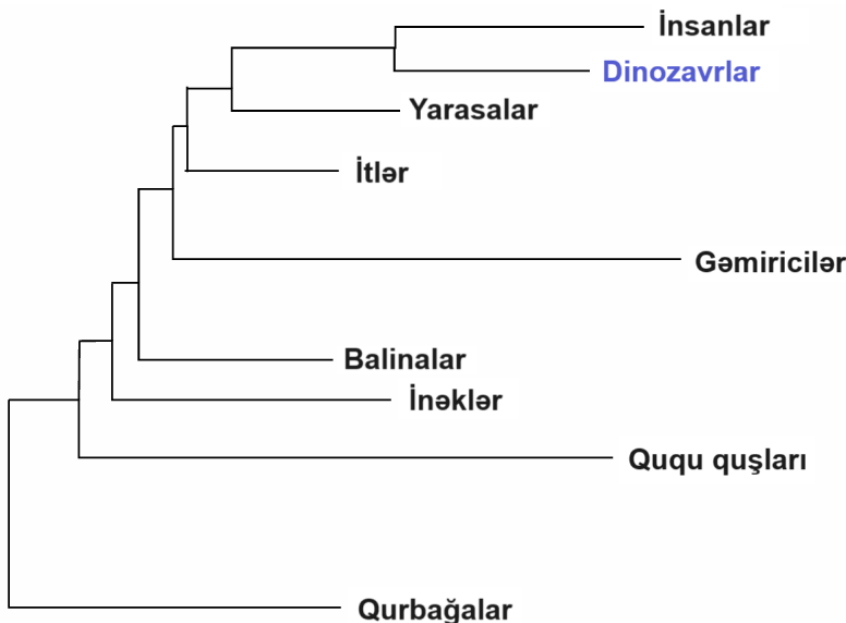 İnsanlar
Dinozavrlar
Yarasalar
İtlər
Gəmiricilər
Balinalar
İnəklər
Ququ quşları
Qurbağalar